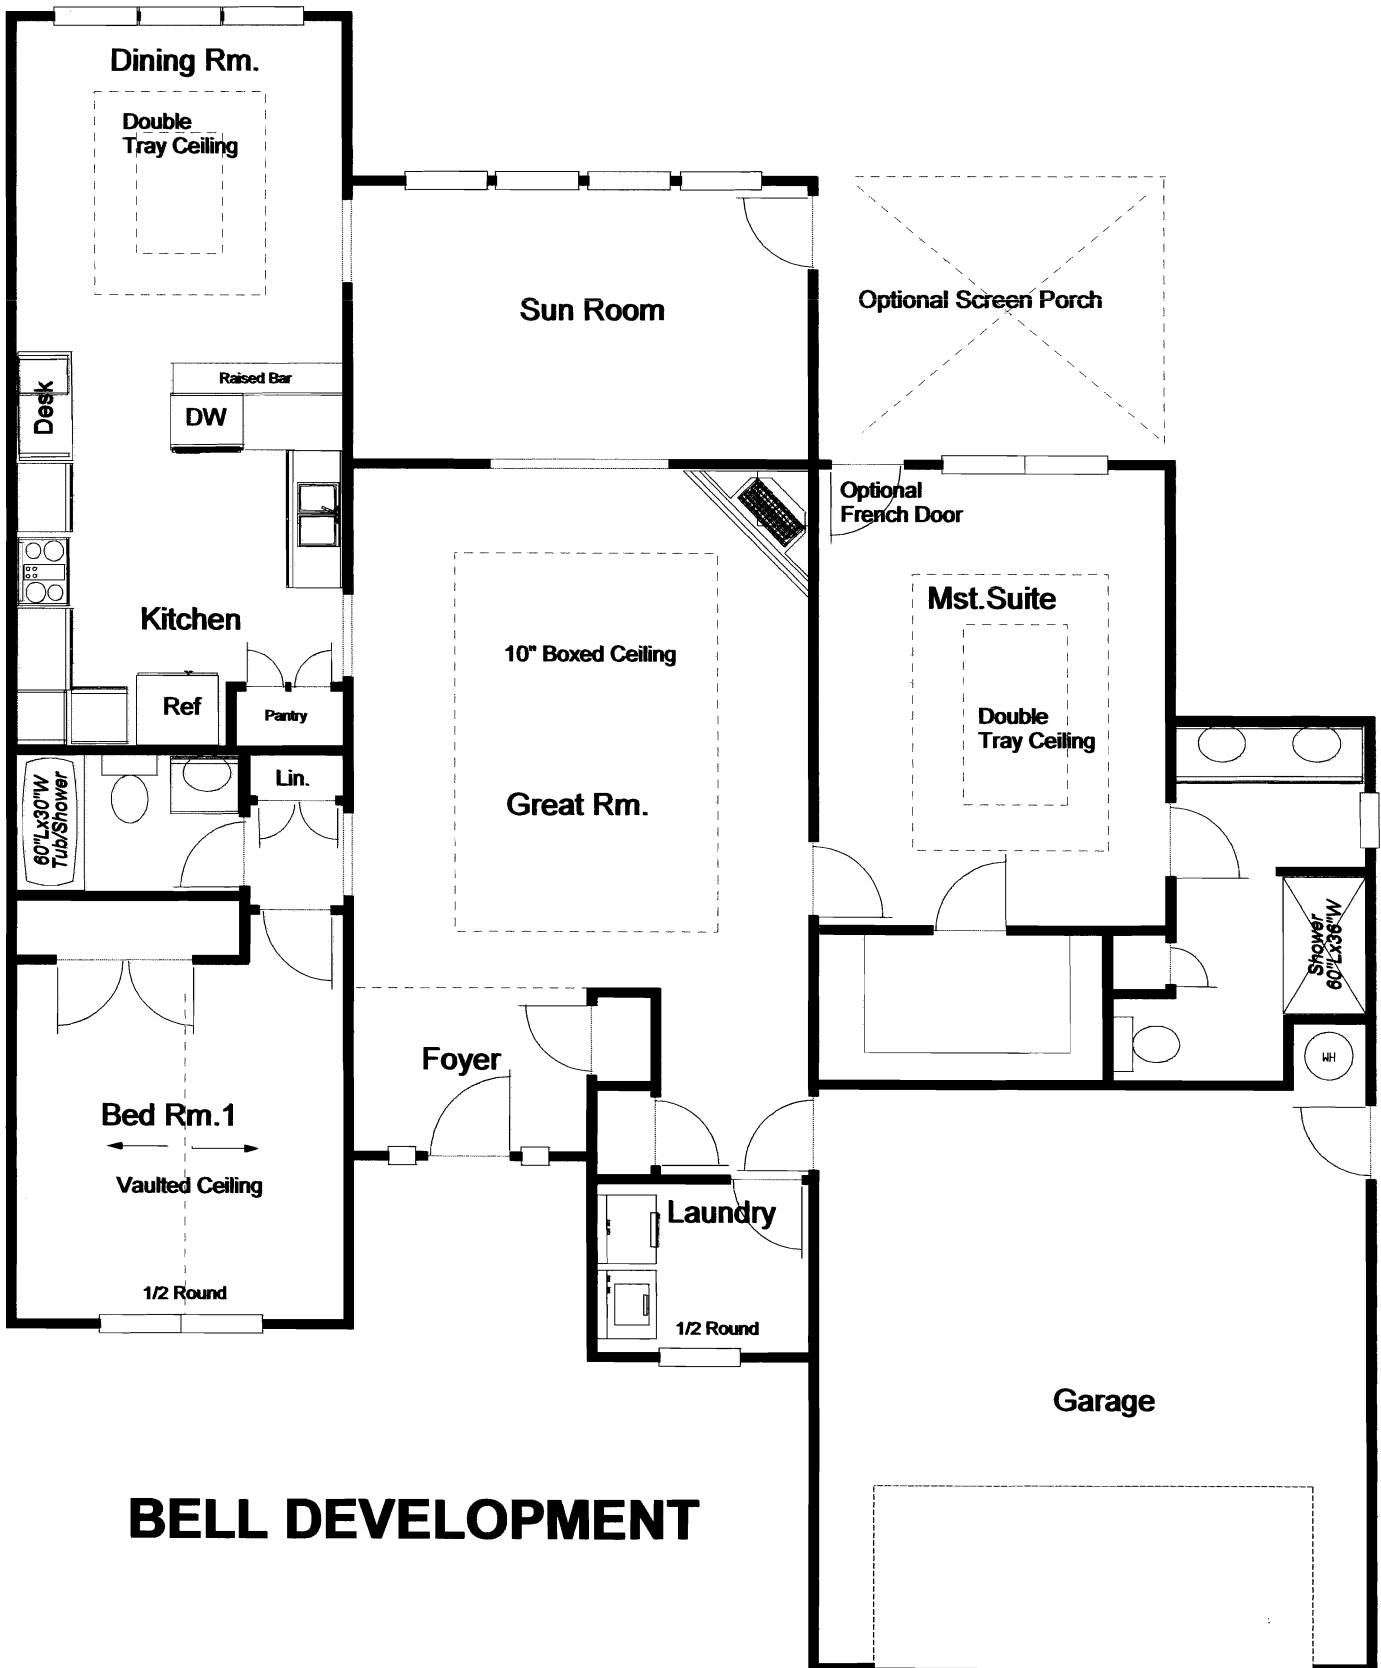 Dining Rm.
Double
Tray Ceiling
Sun Room
Optional Screen Porch
Raised Bar
Desk
DW
Optional
French Door
Kitchen
Mst.Suite
10" Boxed Ceiling
Ref
Pantry
Double
Tray Ceiling
Lin.
60"Lx30"W
Tub/Shower
Great Rm.
Shower
60"Lx36"W
Foyer
WH
Bed Rm.1
Vaulted Ceiling
Laundry
1/2 Round
1/2 Round
Garage
BELL DEVELOPMENT